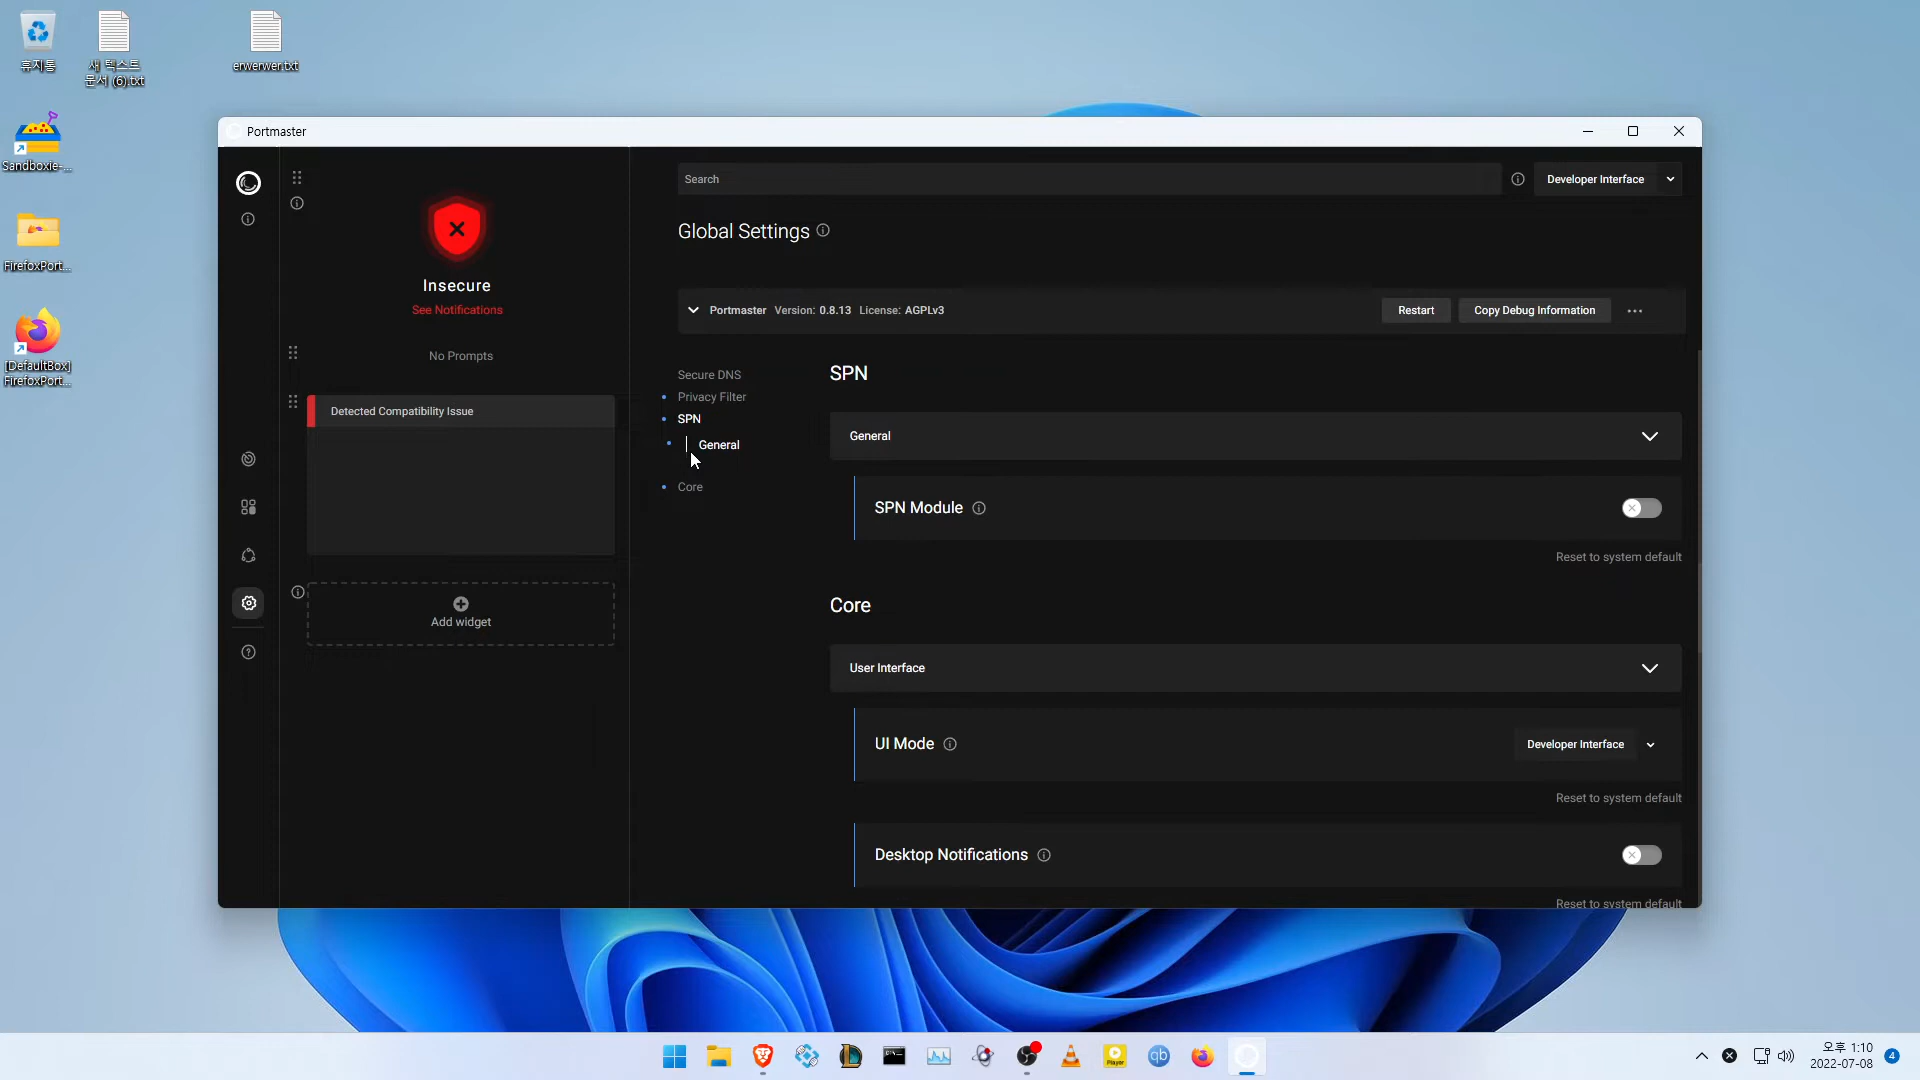 휴지통
새 텍스트
문서 (6).txt
erwerwer.txt
Sandboxie-...
FirefoxPort...
[DefaultBox]
FirefoxPort...
Portmaster
Insecure
See Notifications
No Prompts
Detected Compatibility Issue
Add widget
Search
Developer Interface
Global Settings
Portmaster Version: 0.8.13 License: AGPLv3
Restart
Copy Debug Information
Secure DNS
Privacy Filter
SPN
General
Core
SPN
General
SPN Module
Reset to system default
Core
User Interface
UI Mode
Developer Interface
Reset to system default
Desktop Notifications
Reset to system default
Player
qb
오후 1:10
2022-07-08
4